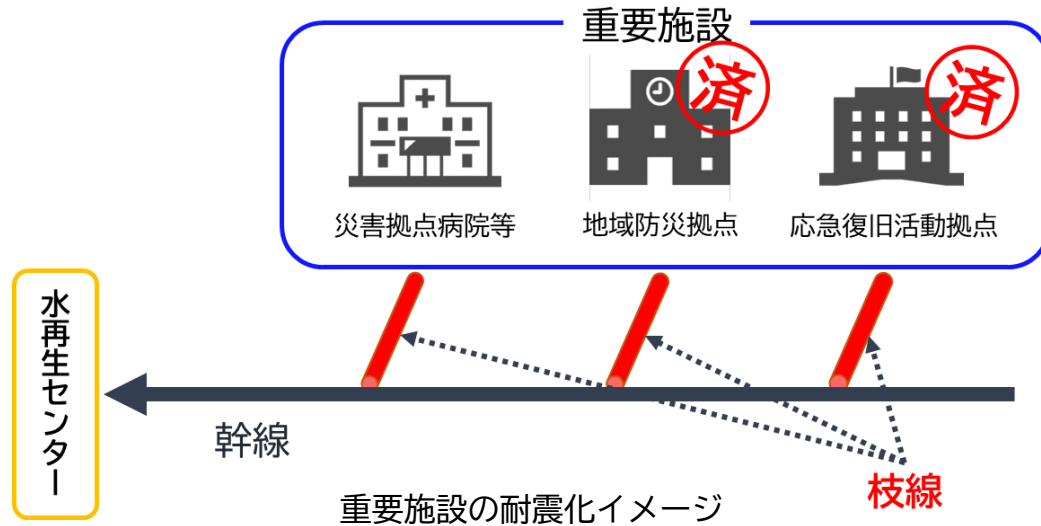 重要施設
済
済
災害拠点病院等
地域防災拠点
応急復旧活動拠点
水再生センター
幹線
枝線
重要施設の耐震化イメージ